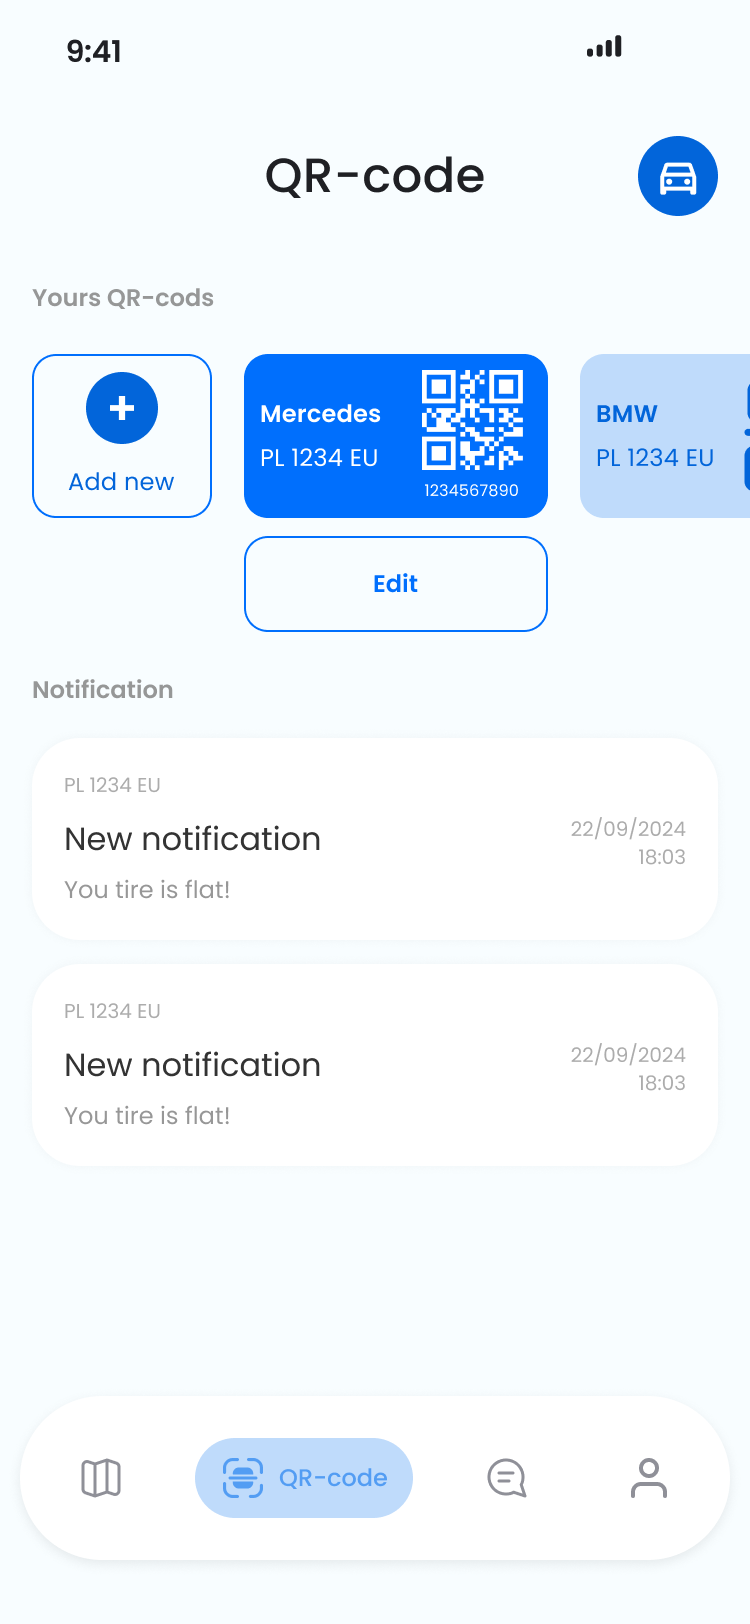 9:41
QR-code
Yours QR-cods
Add new
Mercedes
PL 1234 EU
1234567890
BMW
PL 1234 EU
Edit
Notification
PL 1234 EU
New notification
22/09/2024
18:03
You tire is flat!
PL 1234 EU
New notification
22/09/2024
18:03
You tire is flat!
QR-code